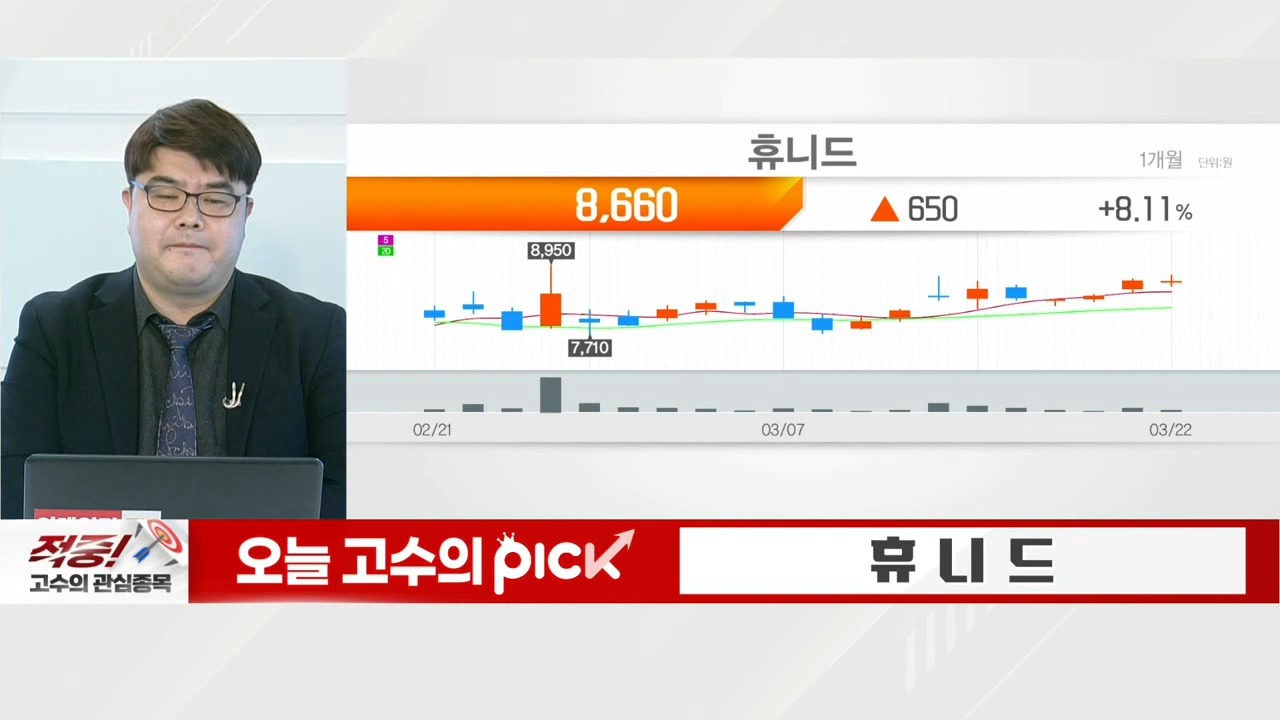 휴니드
1개월 단위:원
8,660
▲ 650
+8.11%
5
20
8,950
7,710
02/21
03/07
03/22
적중!
고수의 관심종목
오늘 고수의 PICK
휴니드